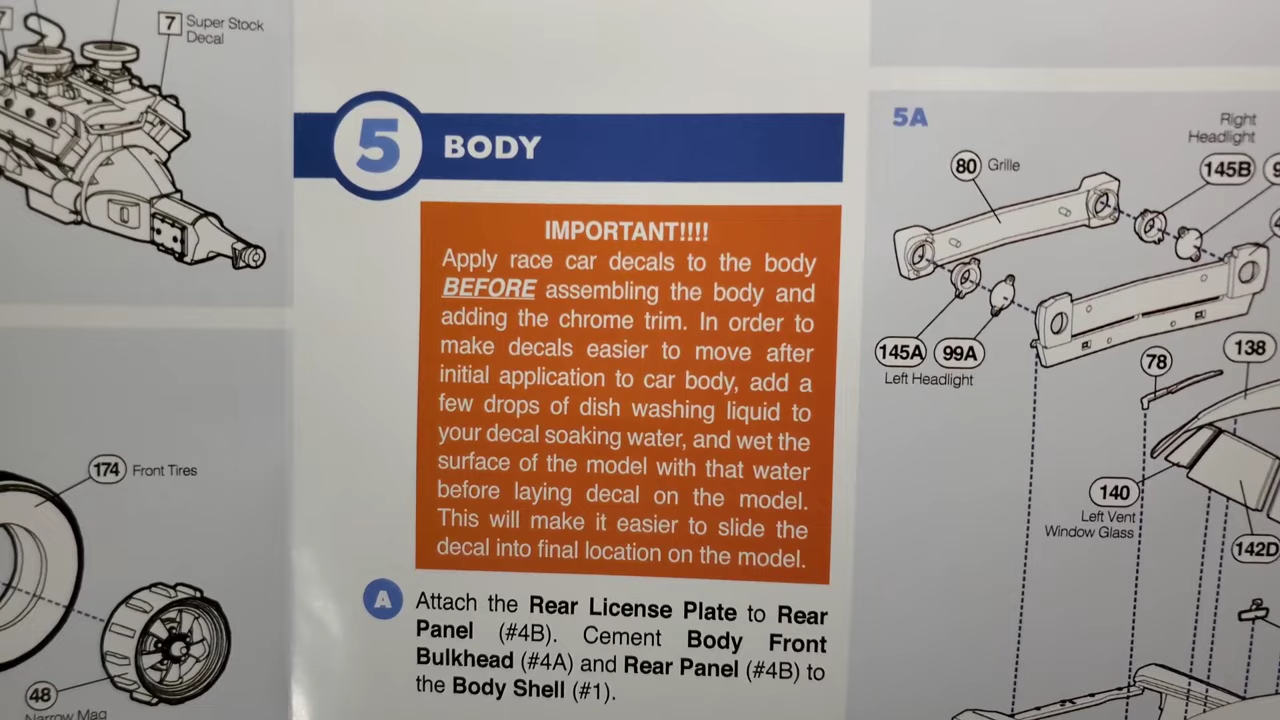 7
7 Super Stock
Decal
174 Front Tires
48
Narrow Mag
5 BODY
IMPORTANT!!!!
Apply race car decals to the body
BEFORE assembling the body and
adding the chrome trim. In order to
make decals easier to move after
initial application to car body, add a
few drops of dish washing liquid to
your decal soaking water, and wet the
surface of the model with that water
before laying decal on the model.
This will make it easier to slide the
decal into final location on the model.
A Attach the Rear License Plate to Rear
Panel (#4B). Cement Body Front
Bulkhead (#4A) and Rear Panel (#4B) to
the Body Shell (#1).
5A
Right
Headlight
80 Grille
145B
145A 99A
Left Headlight
138
78
140
Left Vent
Window Glass
142D